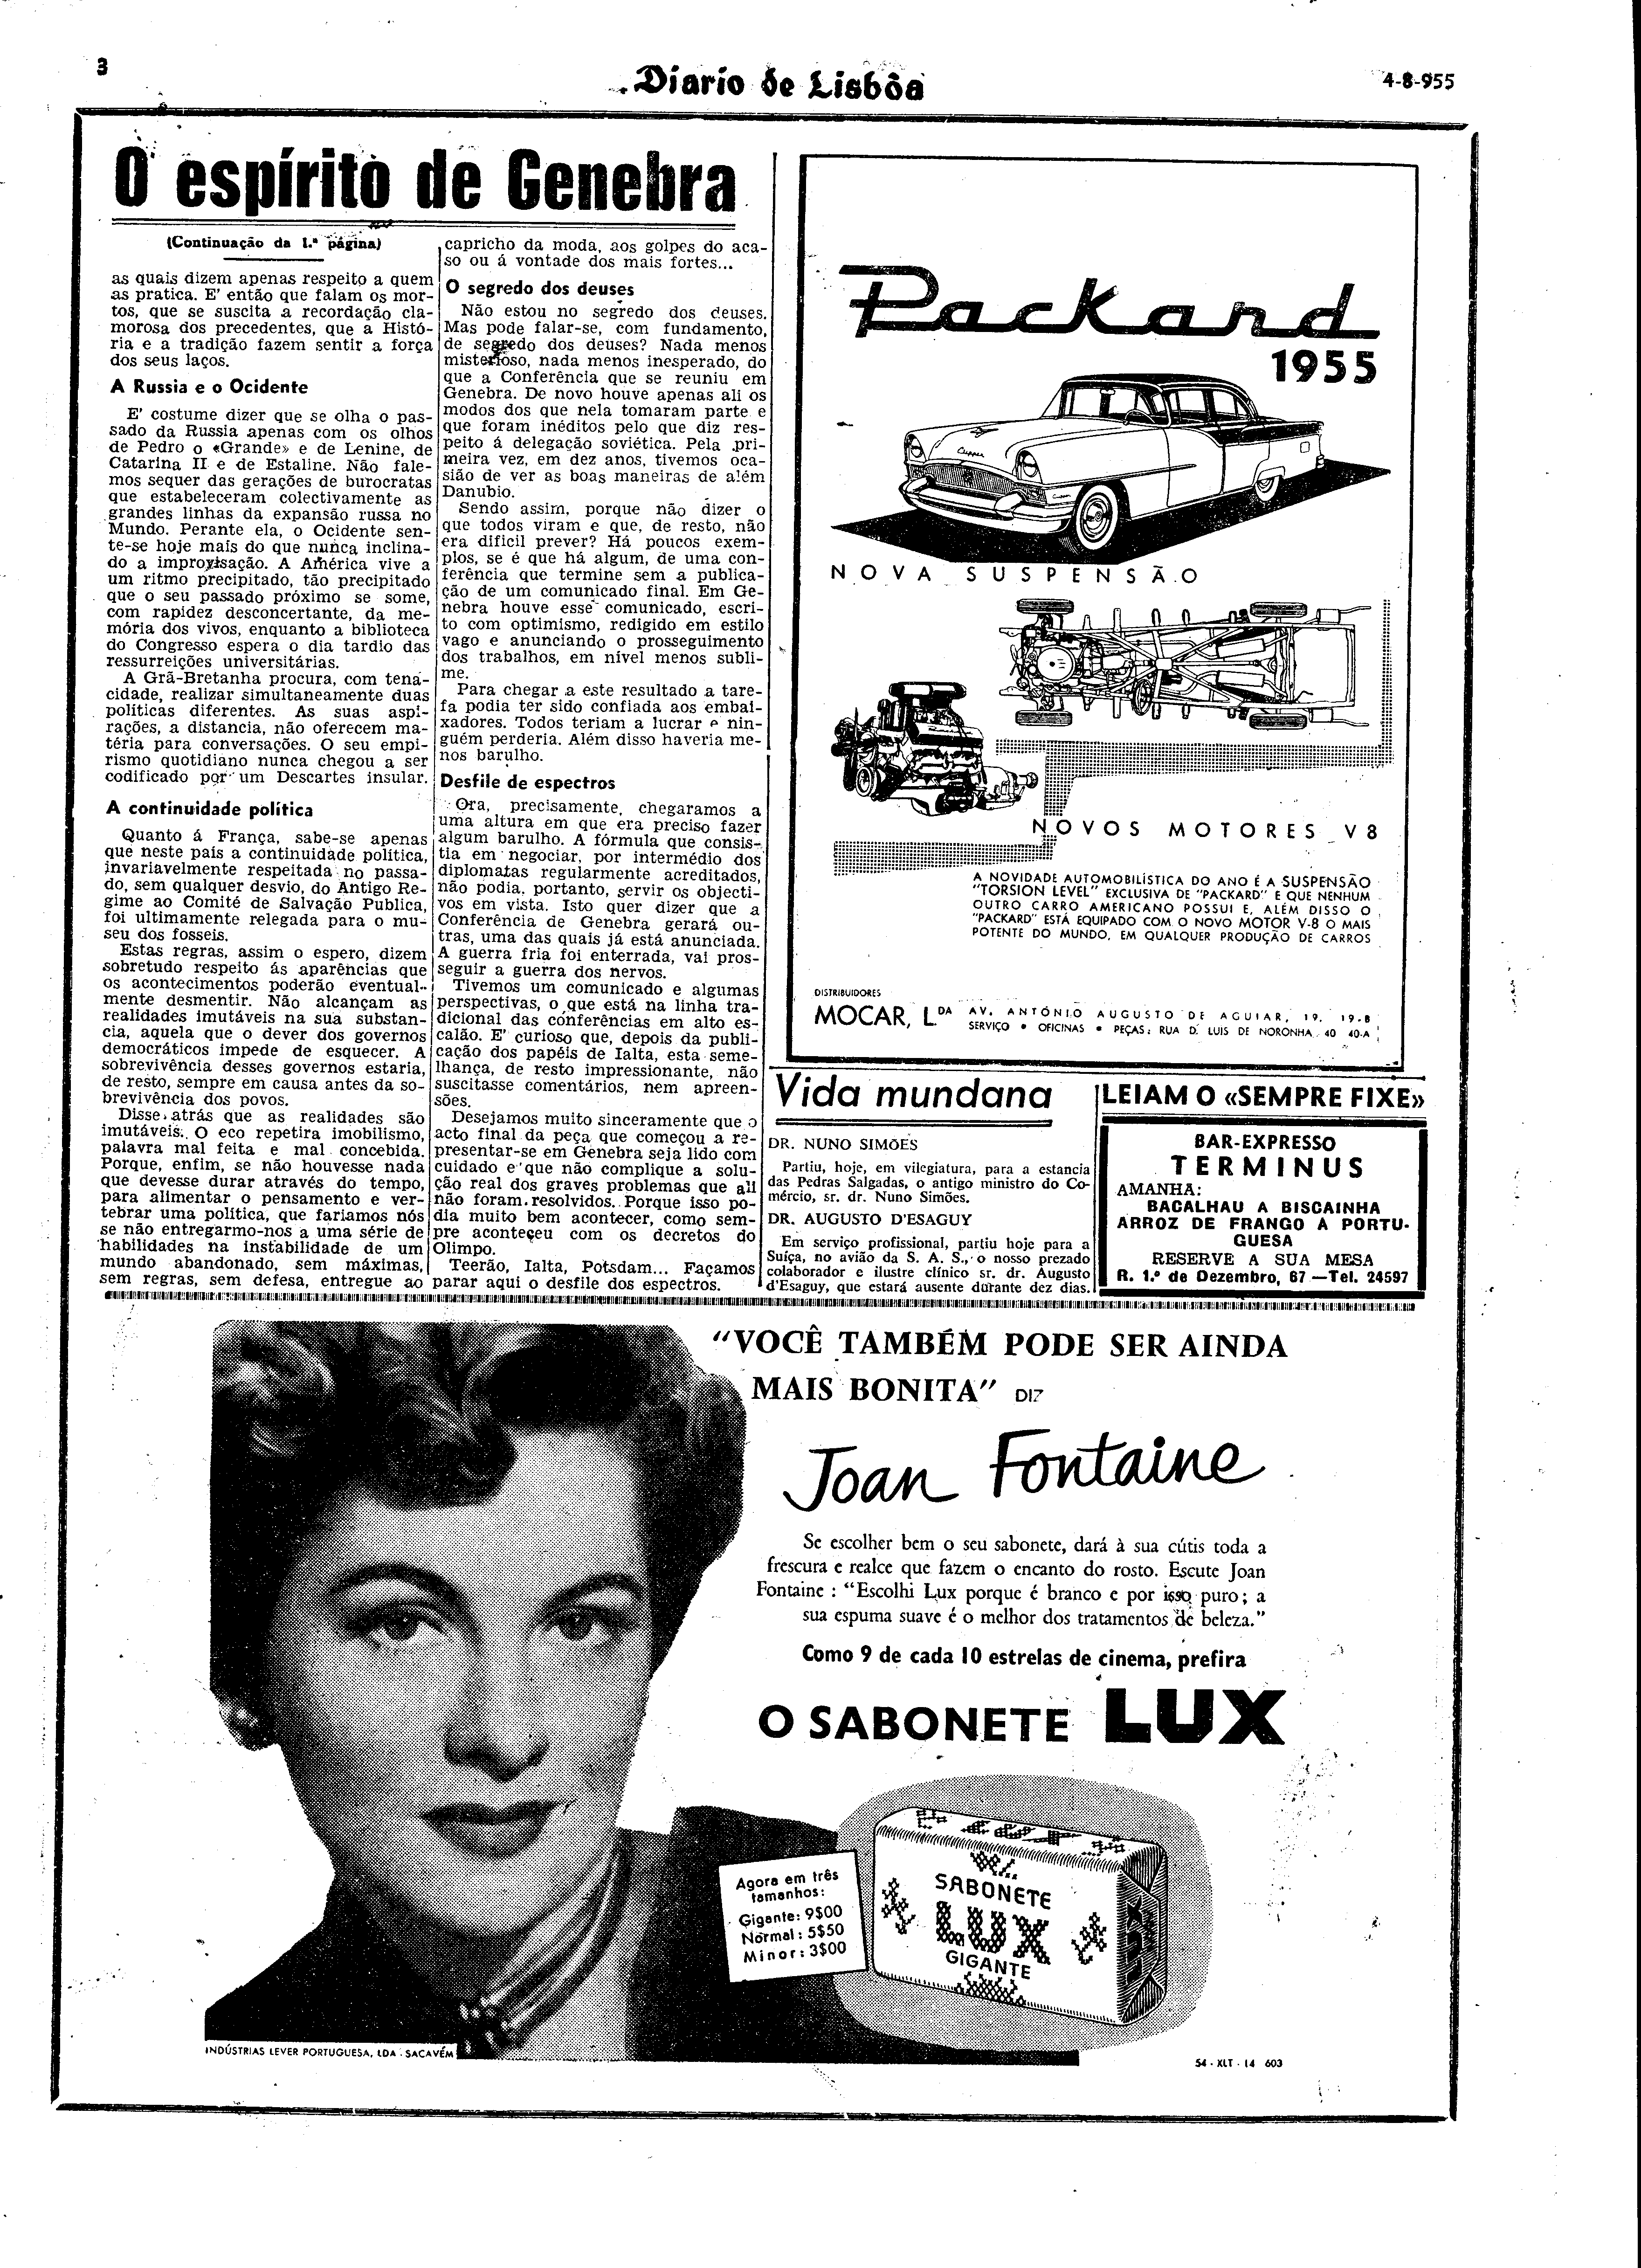 3
Diario de Lisbôa
4-8-955
O espírito de Genebra
(Continuação da 1.ª página)
as quais dizem apenas respeito a quem
as pratica. E' então que falam os mor-
tos, que se suscita a recordação cla-
morosa dos precedentes, que a Histó-
ria e a tradição fazem sentir a força
dos seus laços.
A Russia e o Ocidente
E' costume dizer que se olha o pas-
sado da Russia apenas com os olhos
de Pedro o «Grande» e de Lenine, de
Catarina II e de Estaline. Não fale-
mos sequer das gerações de burocratas
que estabeleceram colectivamente as
grandes linhas da expansão russa no
Mundo. Perante ela, o Ocidente sen-
te-se hoje mais do que nunca inclina-
do a improvisação. A América vive a
um ritmo precipitado, tão precipitado
que o seu passado próximo se some,
com rapidez desconcertante, da me-
mória dos vivos, enquanto a biblioteca
do Congresso espera o dia tardio das
ressurreições universitárias.
A Grã-Bretanha procura, com tena-
cidade, realizar simultaneamente duas
politicas diferentes. As suas aspi-
rações, a distancia, não oferecem ma-
téria para conversações. O seu empi-
rismo quotidiano nunca chegou a ser
codificado por um Descartes insular.
A continuidade política
Quanto á França, sabe-se apenas
que neste país a continuidade politica,
invariavelmente respeitada no passa-
do, sem qualquer desvio, do Antigo Re-
gime ao Comité de Salvação Publica,
foi ultimamente relegada para o mu-
seu dos fosseis.
Estas regras, assim o espero, dizem
sobretudo respeito ás aparências que
os acontecimentos poderão eventual-
mente desmentir. Não alcançam as
realidades imutáveis na sua substan-
cia, aquela que o dever dos governos
democráticos impede de esquecer. A
sobrevivência desses governos estaria,
de resto, sempre em causa antes da so-
brevivência dos povos.
Disse atrás que as realidades são
imutáveis. O eco repetira imobilismo,
palavra mal feita e mal concebida.
Porque, enfim, se não houvesse nada
que devesse durar através do tempo,
para alimentar o pensamento e ver-
tebrar uma politica, que fariamos nós
se não entregarmo-nos a uma série de
habilidades na instabilidade de um
mundo abandonado, sem máximas,
sem regras, sem defesa, entregue ao
capricho da moda, aos golpes do aca-
so ou á vontade dos mais fortes...
O segredo dos deuses
Não estou no segredo dos deuses.
Mas pode falar-se, com fundamento,
de segredo dos deuses? Nada menos
misterioso, nada menos inesperado, do
que a Conferência que se reuniu em
Genebra. De novo houve apenas ali os
modos dos que nela tomaram parte e
que foram inéditos pelo que diz res-
peito á delegação soviética. Pela pri-
meira vez, em dez anos, tivemos oca-
sião de ver as boas maneiras de além
Danubio.
Sendo assim, porque não dizer o
que todos viram e que, de resto, não
era dificil prever? Há poucos exem-
plos, se é que há algum, de uma con-
ferência que termine sem a publica-
ção de um comunicado final. Em Ge-
nebra houve esse comunicado, escri-
to com optimismo, redigido em estilo
vago e anunciando o prosseguimento
dos trabalhos, em nivel menos subli-
me.
Para chegar a este resultado a tare-
fa podia ter sido confiada aos embai-
xadores. Todos teriam a lucrar e nin-
guém perderia. Além disso haveria me-
nos barulho.
Desfile de espectros
Ora, precisamente, chegaramos a
uma altura em que era preciso fazer
algum barulho. A fórmula que consis-
tia em negociar, por intermédio dos
diplomatas regularmente acreditados,
não podia, portanto, servir os objecti-
vos em vista. Isto quer dizer que a
Conferência de Genebra gerará ou-
tras, uma das quais já está anunciada.
A guerra fria foi enterrada, vai pros-
seguir a guerra dos nervos.
Tivemos um comunicado e algumas
perspectivas, o que está na linha tra-
dicional das conferências em alto es-
calão. E' curioso que, depois da publi-
cação dos papéis de Ialta, esta seme-
lhança, de resto impressionante, não
suscitasse comentários, nem apreen-
sões.
Desejamos muito sinceramente que o
acto final da peça que começou a re-
presentar-se em Genebra seja lido com
cuidado e que não complique a solu-
ção real dos graves problemas que ali
não foram resolvidos. Porque isso po-
dia muito bem acontecer, como sem-
pre aconteceu com os decretos do
Olimpo.
Teerão, Ialta, Potsdam... Façamos
parar aqui o desfile dos espectros.
Packard
1955
Clipper
NOVA SUSPENSÃO
NOVOS MOTORES V8
A NOVIDADE AUTOMOBILÍSTICA DO ANO É A SUSPENSÃO
"TORSION LEVEL" EXCLUSIVA DE "PACKARD" E QUE NENHUM
OUTRO CARRO AMERICANO POSSUI E, ALÉM DISSO O
"PACKARD" ESTÁ EQUIPADO COM O NOVO MOTOR V-8 O MAIS
POTENTE DO MUNDO, EM QUALQUER PRODUÇÃO DE CARROS
DISTRIBUIDORES
MOCAR, L.DA
AV. ANTÓNIO AUGUSTO DE AGUIAR, 19, 19-B
SERVIÇO • OFICINAS • PEÇAS: RUA D. LUIS DE NORONHA 40 40-A
Vida mundana
DR. NUNO SIMÕES
Partiu, hoje, em vilegiatura, para a estancia
das Pedras Salgadas, o antigo ministro do Co-
mércio, sr. dr. Nuno Simões.
DR. AUGUSTO D'ESAGUY
Em serviço profissional, partiu hoje para a
Suíça, no avião da S. A. S., o nosso prezado
colaborador e ilustre clínico sr. dr. Augusto
d'Esaguy, que estará ausente durante dez dias.
LEIAM O «SEMPRE FIXE»
BAR-EXPRESSO
TERMINUS
AMANHA:
BACALHAU A BISCAINHA
ARROZ DE FRANGO A PORTU-
GUESA
RESERVE A SUA MESA
R. 1.º de Dezembro, 67 — Tel. 24597
"VOCÊ TAMBÉM PODE SER AINDA
MAIS BONITA" DIZ
Joan Fontaine
Se escolher bem o seu sabonete, dará à sua cútis toda a
frescura e realce que fazem o encanto do rosto. Escute Joan
Fontaine : "Escolhi Lux porque é branco e por isso puro; a
sua espuma suave é o melhor dos tratamentos de beleza."
Como 9 de cada 10 estrelas de cinema, prefira
O SABONETE LUX
Agora em três
tamanhos:
Gigante: 9$00
Normal: 5$50
Minor: 3$00
SABONETE
LUX
GIGANTE
LUX
INDÚSTRIAS LEVER PORTUGUESA, LDA - SACAVÉM
54 - XLT - 14 603